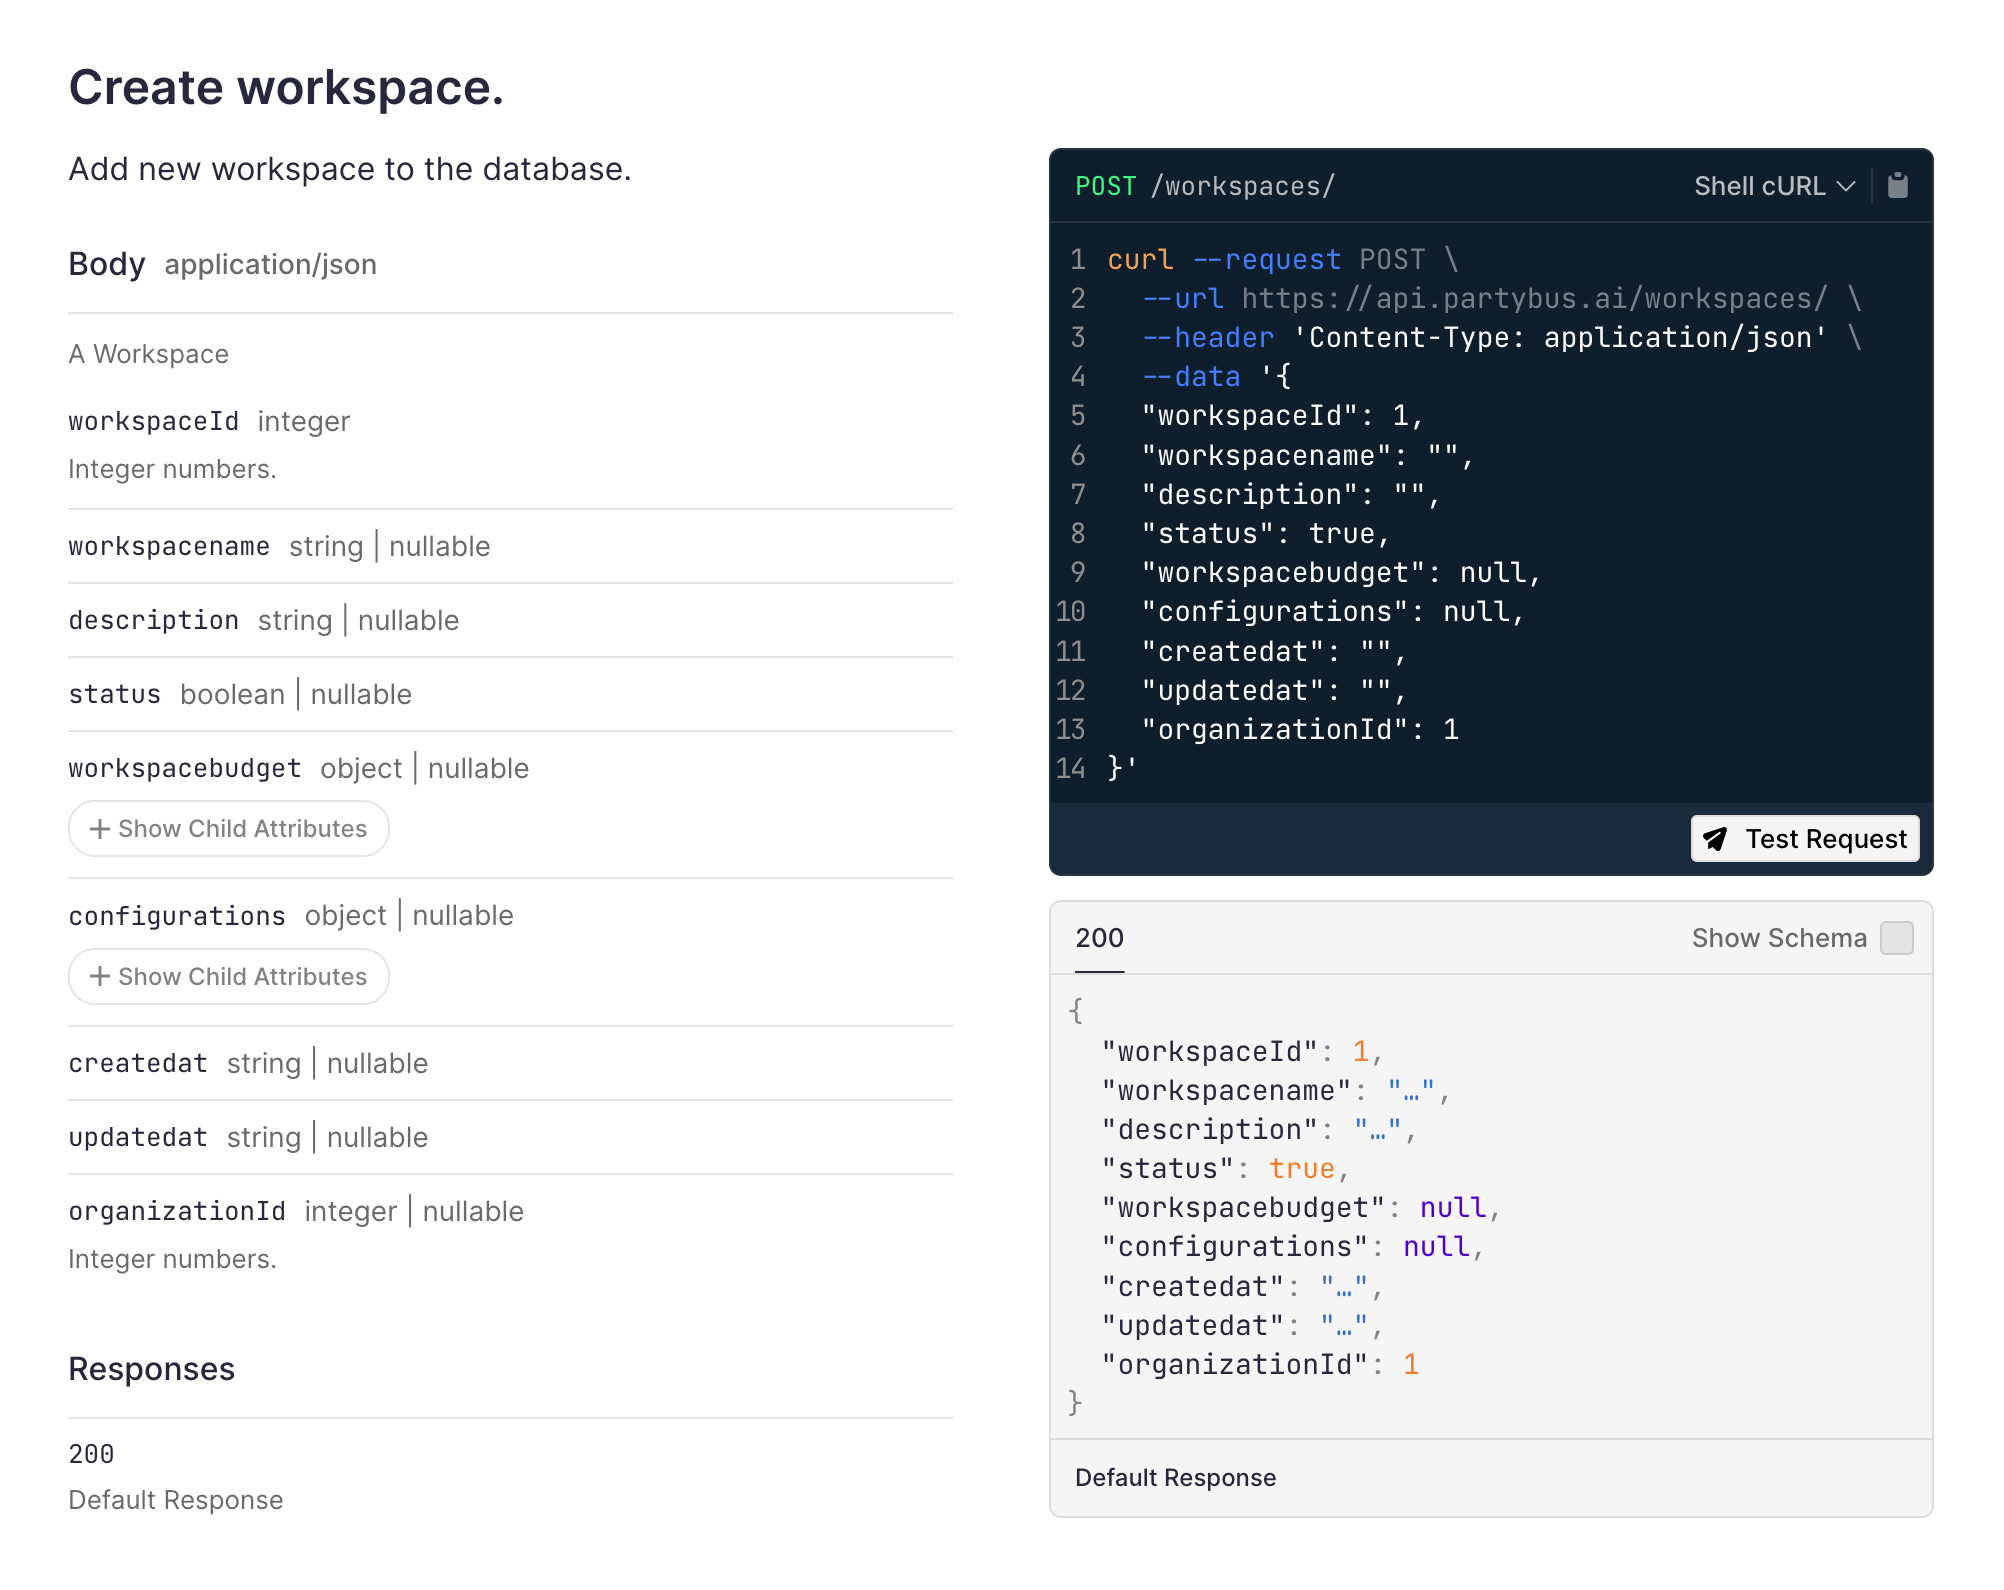 Create workspace.
Add new workspace to the database.
Body application/json
A Workspace
workspaceId integer
Integer numbers.
workspacename string | nullable
description string | nullable
status boolean | nullable
workspacebudget object | nullable
Show Child Attributes
configurations object | nullable
Show Child Attributes
createdat string | nullable
updatedat string | nullable
organizationId integer | nullable
Integer numbers.
Responses
200
Default Response
POST /workspaces/ Shell cURL
1 curl --request POST \
2 --url https://api.partybus.ai/workspaces/ \
3 --header 'Content-Type: application/json' \
4 --data '{
5 "workspaceId": 1,
6 "workspacename": "",
7 "description": "",
8 "status": true,
9 "workspacebudget": null,
10 "configurations": null,
11 "createdat": "",
12 "updatedat": "",
13 "organizationId": 1
14 }'
Test Request
200 Show Schema
{
"workspaceId": 1,
"workspacename": "…",
"description": "…",
"status": true,
"workspacebudget": null,
"configurations": null,
"createdat": "…",
"updatedat": "…",
"organizationId": 1
}
Default Response